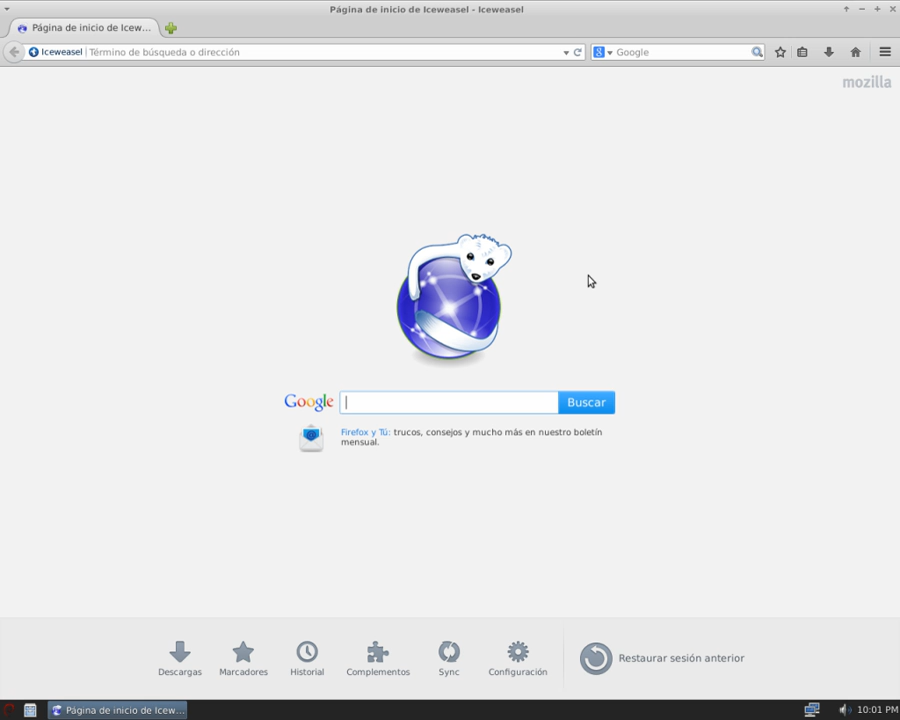 Página de inicio de Iceweasel - Iceweasel
Página de inicio de Icew...
Iceweasel Término de búsqueda o dirección
Google
mozilla
Google
Buscar
Firefox y Tú: trucos, consejos y mucho más en nuestro boletín
mensual.
Descargas
Marcadores
Historial
Complementos
Sync
Configuración
Restaurar sesión anterior
Página de inicio de Icew...
10:01 PM